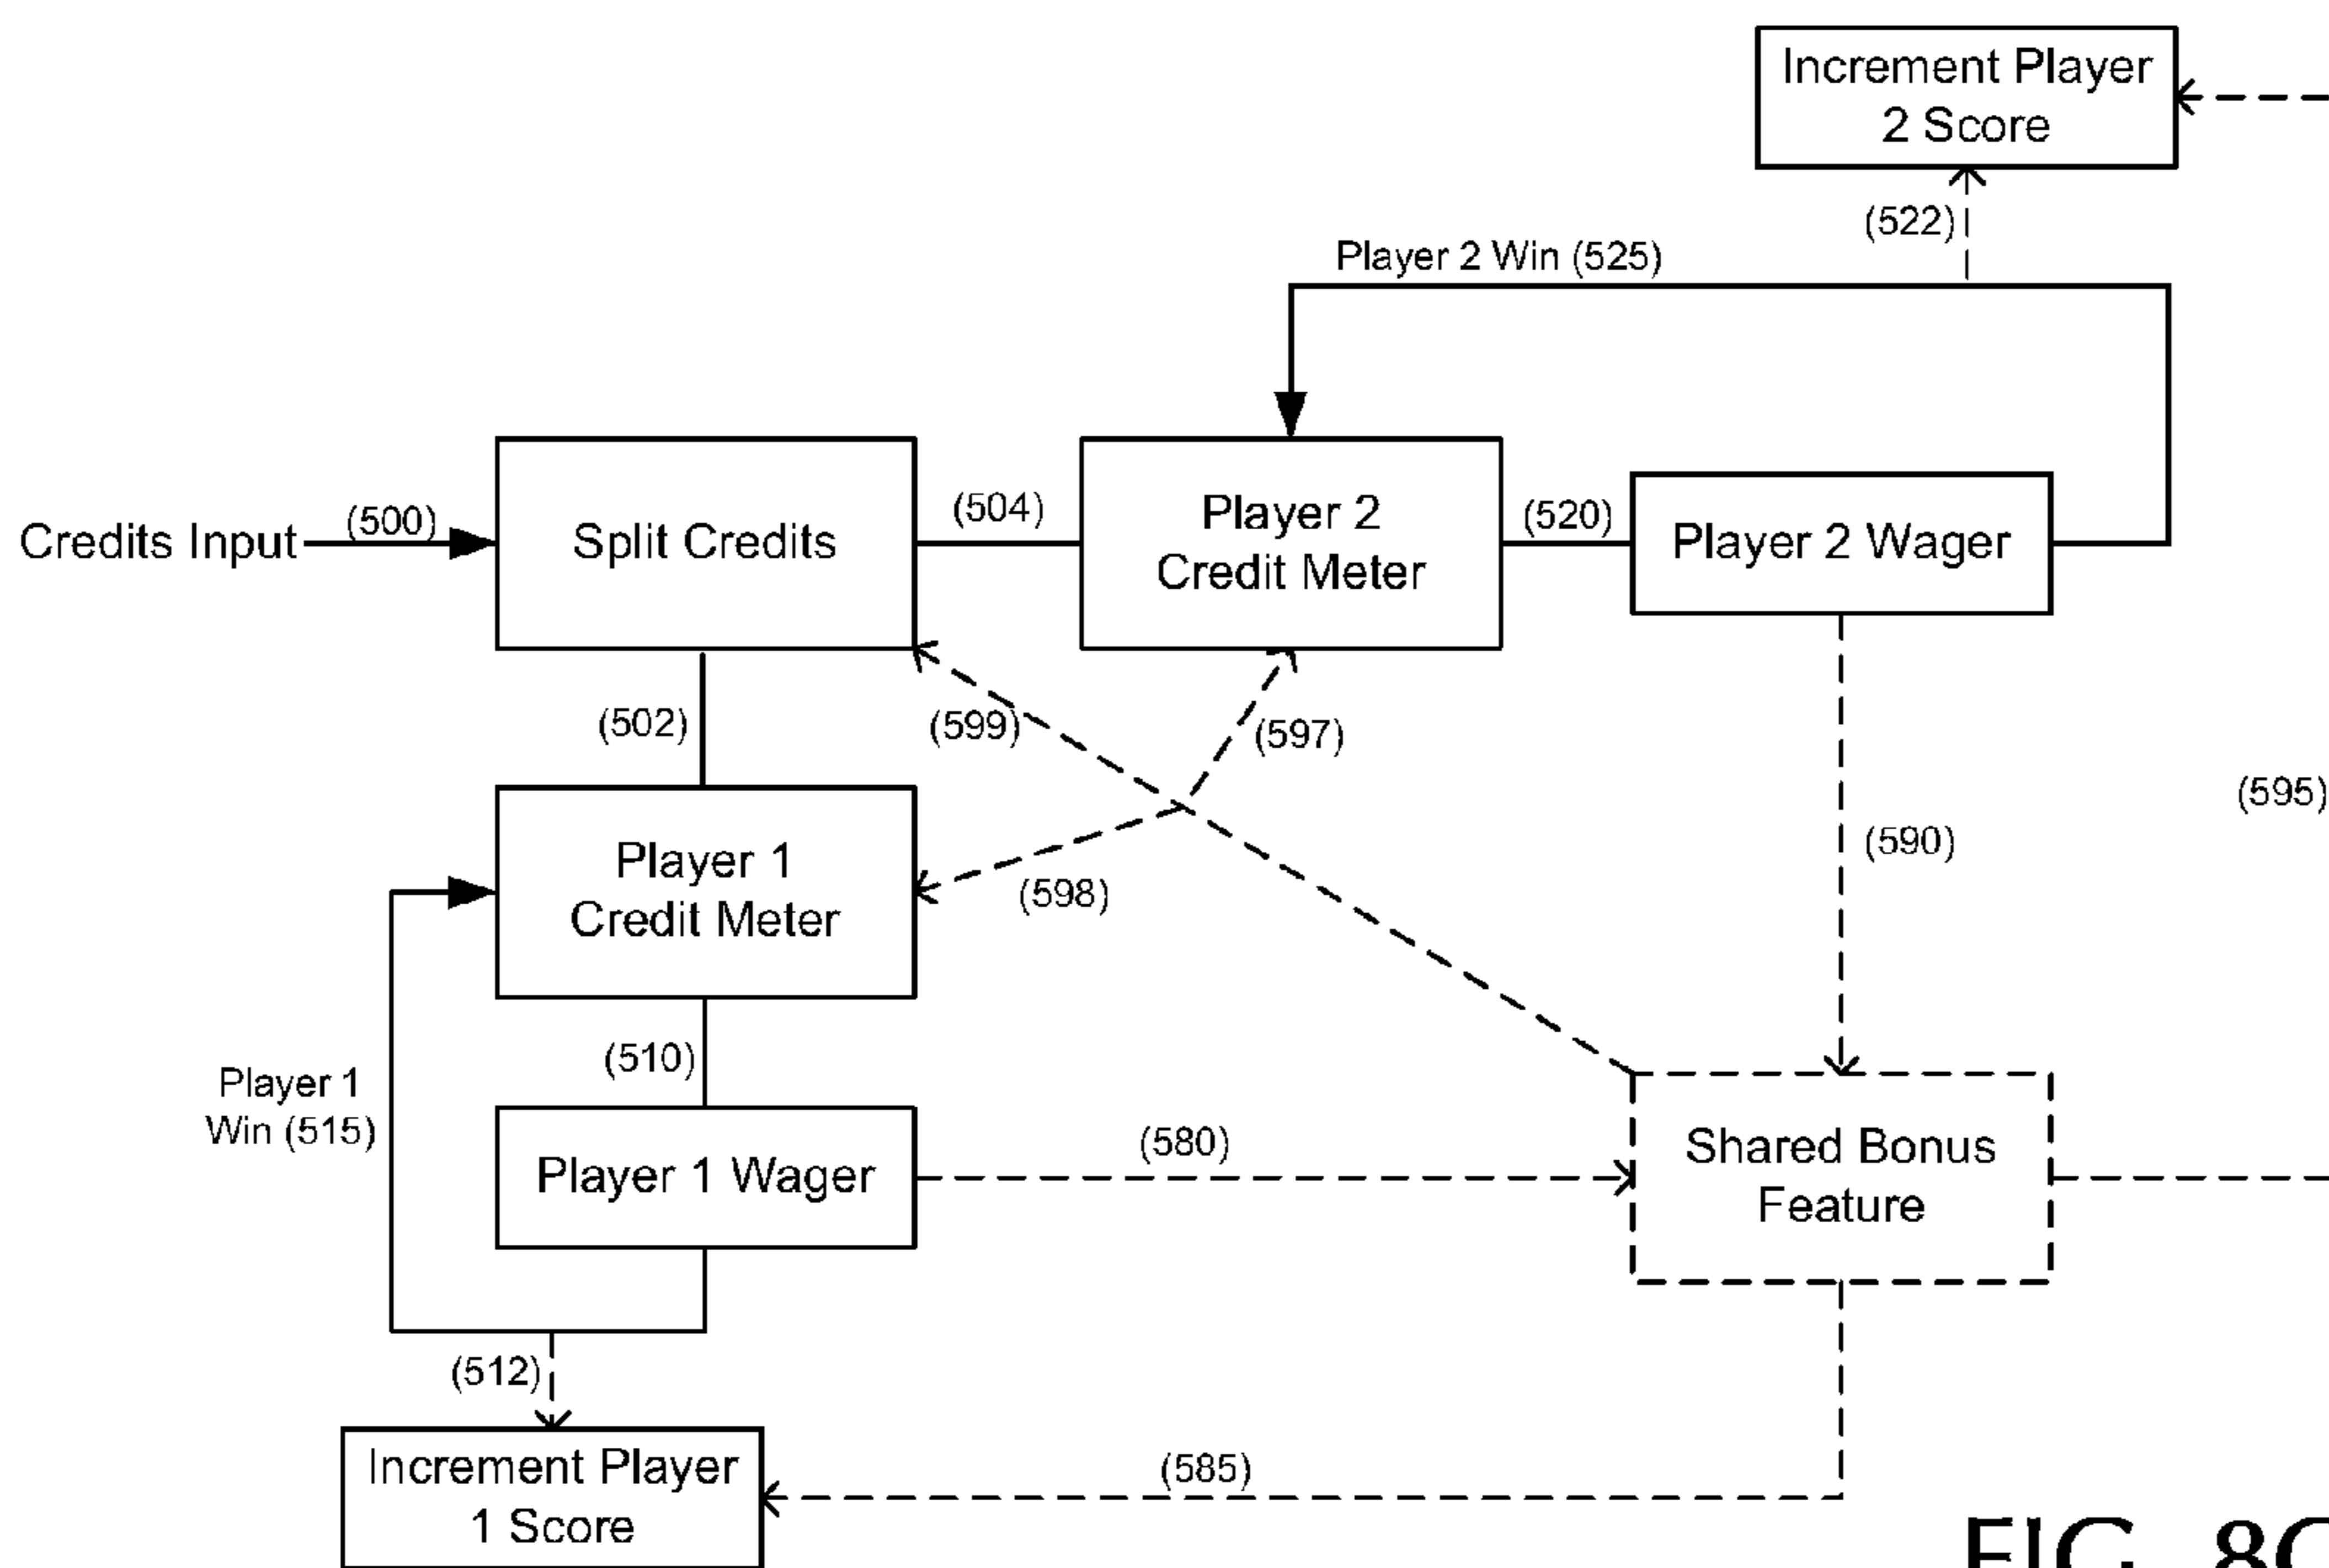 Increment Player
2 Score
(522)
Player 2 Win (525)
Credits Input
(500)
Split Credits
(504)
Player 2
Credit Meter
(520)
Player 2 Wager
(502)
(599)
(597)
(595)
Player 1
Credit Meter
(598)
(590)
(510)
Player 1
Win (515)
Player 1 Wager
(580)
Shared Bonus
Feature
(512)
Increment Player
1 Score
(585)
FIG. 8C